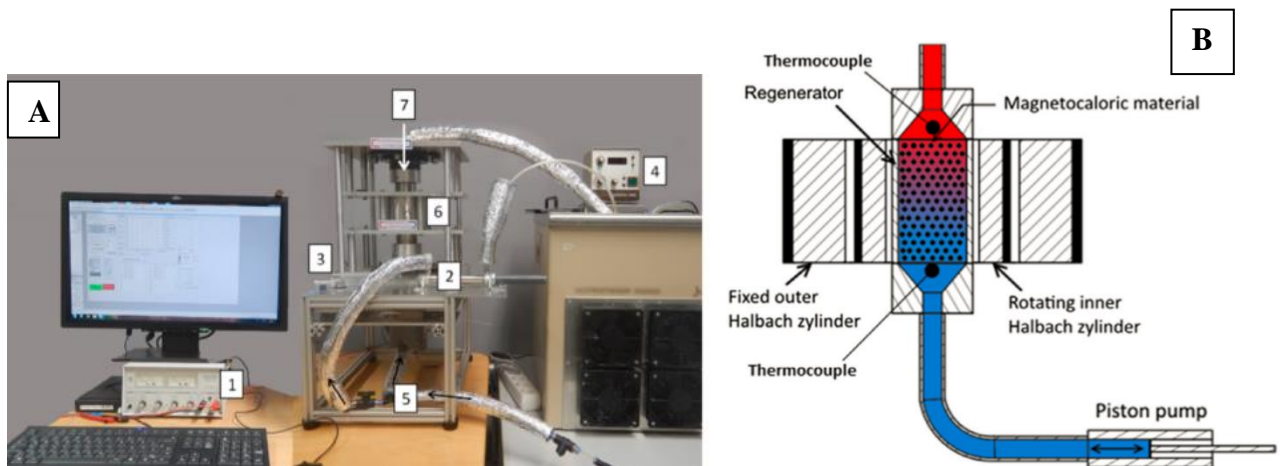 A
7
4
6
3
2
1
5
B
Thermocouple
Regenerator
Magnetocaloric material
Fixed outer
Halbach zylinder
Rotating inner
Halbach zylinder
Thermocouple
Piston pump